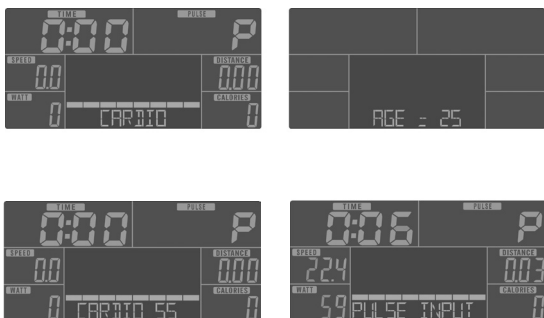 TIME PULSE
0:00 P
SPEED DISTANCE
0.0 0.00
WATT CALORIES
0 CARDIO 0
AGE = 25
TIME PULSE
0:00 P
SPEED DISTANCE
0.0 0.00
WATT CALORIES
0 CARDIO 55 0
TIME PULSE
0:06 P
SPEED DISTANCE
22.4 0.03
WATT CALORIES
59 PULSE INPUT 0